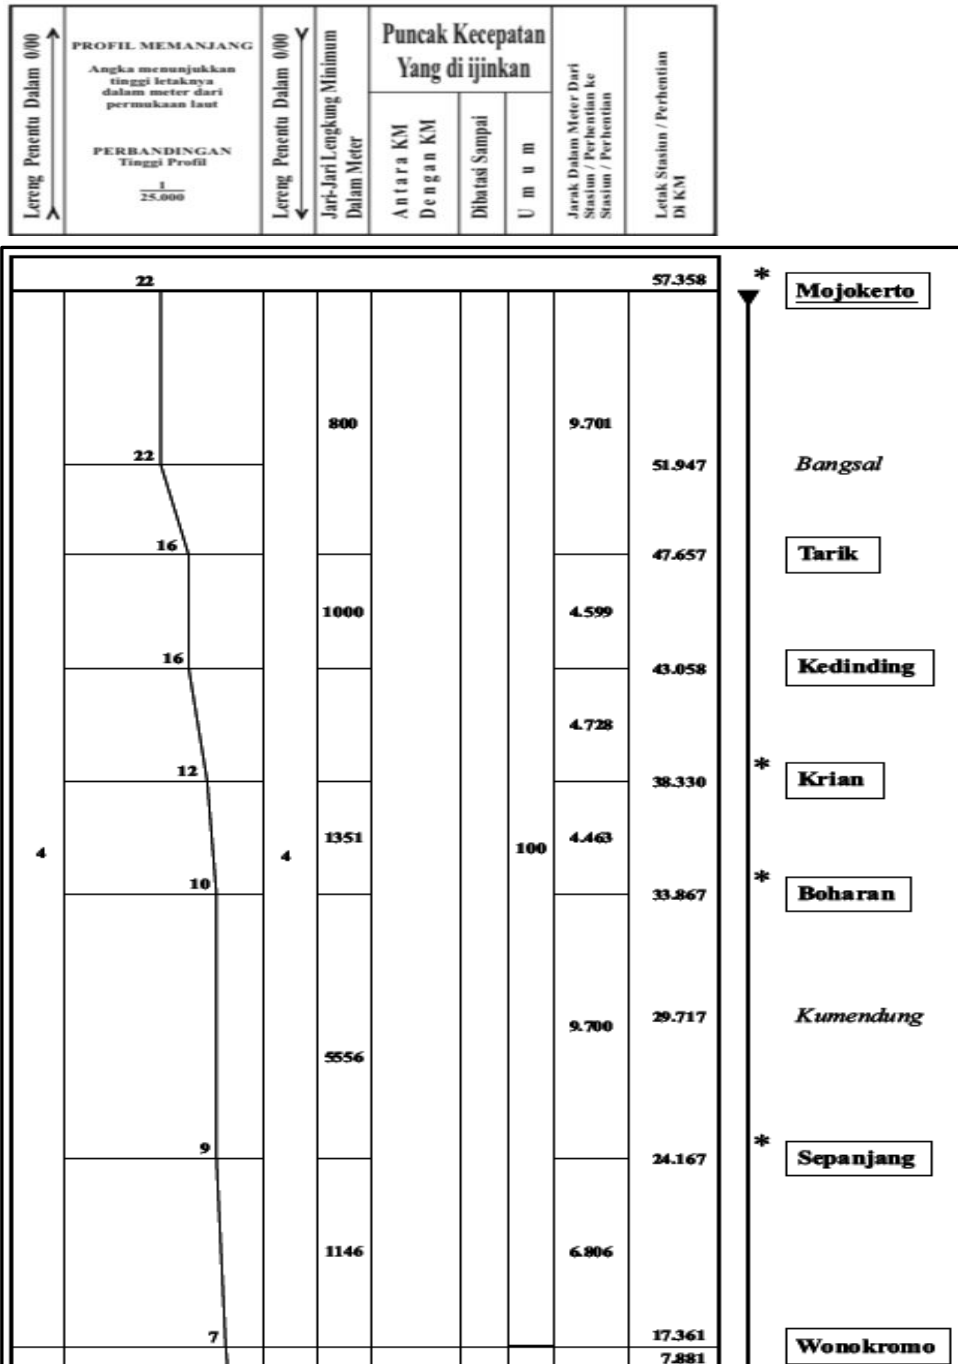 Lereng Penentu Dalam 0/00
PROFIL MEMANJANG
Angka menunjukkan
tinggi letaknya
dalam meter dari
permukaan laut
PERBANDINGAN
Tinggi Profil
1
25.000
Lereng Penentu Dalam 0/00
Jari-Jari Lengkung Minimum
Dalam Meter
Puncak Kecepatan
Yang di ijinkan
Antara KM
Dengan KM
Dibatasi Sampai
Umum
Jarak Dalam Meter Dari
Stasiun / Perhentian ke
Stasiun / Perhentian
Letak Stasiun / Perhentian
Di KM
22 57.358 * Mojokerto
800 9.701
22 51.947 Bangsal
16 47.657 Tarik
1000 4.599
16 43.058 Kedinding
4.728
12 38.330 * Krian
1351 4.463
4 4 100
10 33.867 * Boharan
9.700 29.717 Kumendung
5556
9 24.167 * Sepanjang
1146 6.806
7 17.361 Wonokromo
7.881